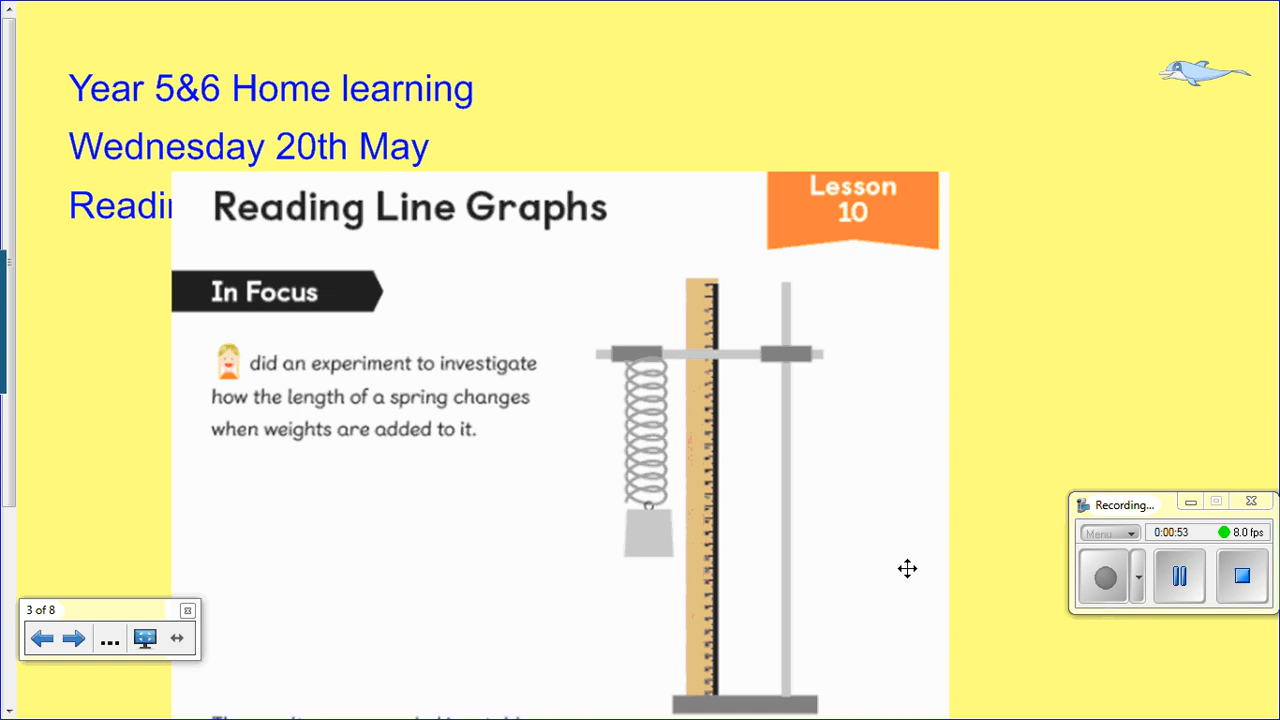 Year 5&6 Home learning
Wednesday 20th May
Readin
Reading Line Graphs
Lesson
10
In Focus
did an experiment to investigate
how the length of a spring changes
when weights are added to it.
Recording...
Menu
0:00:53
8.0 fps
3 of 8
...